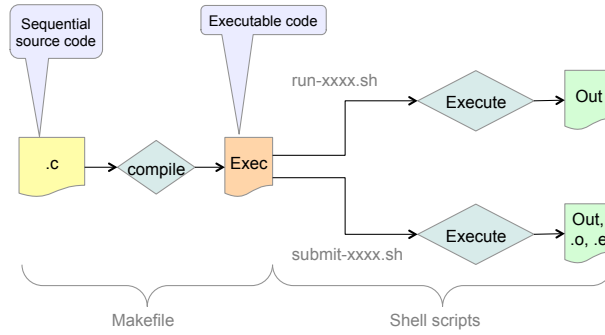 Sequential
source code
Executable code
run-xxxx.sh
Execute
Out
.c
compile
Exec
Execute
Out,
.o, .e
submit-xxxx.sh
Makefile
Shell scripts